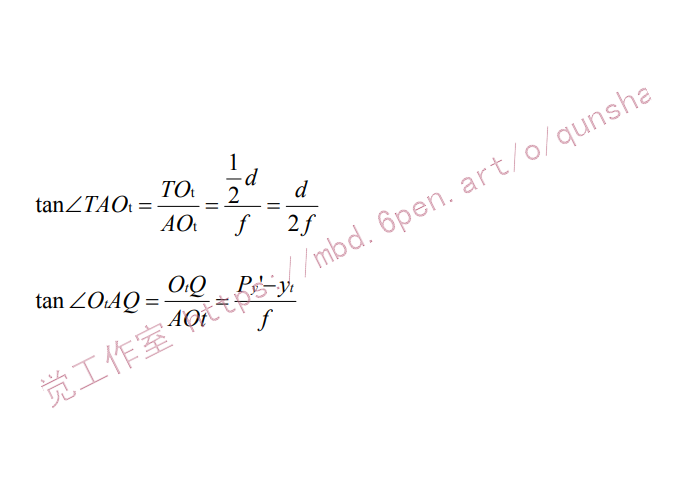 tan∠TAOt = TOt/AOt = (1/2 d)/f = d/2f
tan∠OtAQ = OtQ/AOt = (Py'−yt)/f
觉工作室 https://mbd.6pen.art/o/qunsha